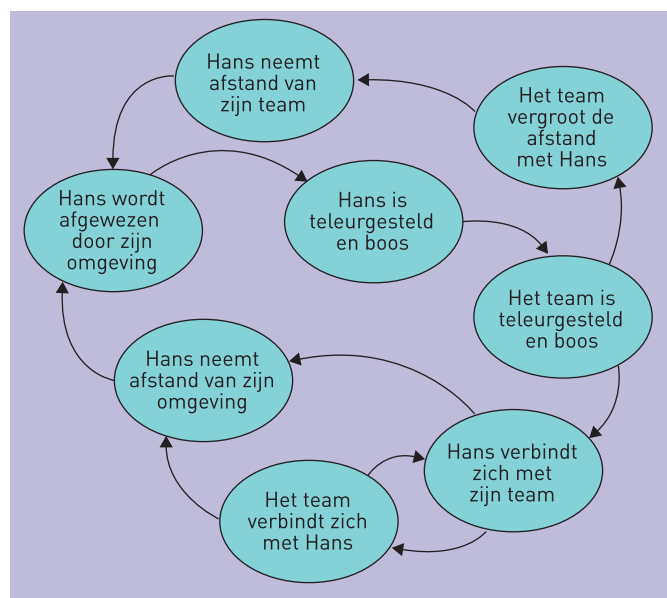 Hans neemt
afstand van
zijn team
Het team
vergroot de
afstand
met Hans
Hans wordt
afgewezen
door zijn
omgeving
Hans is
teleurgesteld
en boos
Het team is
teleurgesteld
en boos
Hans neemt
afstand van zijn
omgeving
Hans verbindt
zich met
zijn team
Het team
verbindt zich
met Hans